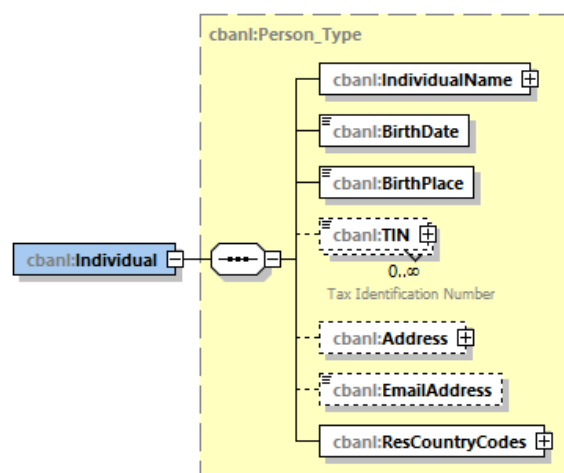 cbanl:Person_Type
cbanl:IndividualName
cbanl:BirthDate
cbanl:BirthPlace
cbanl:TIN
0..∞
Tax Identification Number
cbanl:Individual
cbanl:Address
cbanl:EmailAddress
cbanl:ResCountryCodes